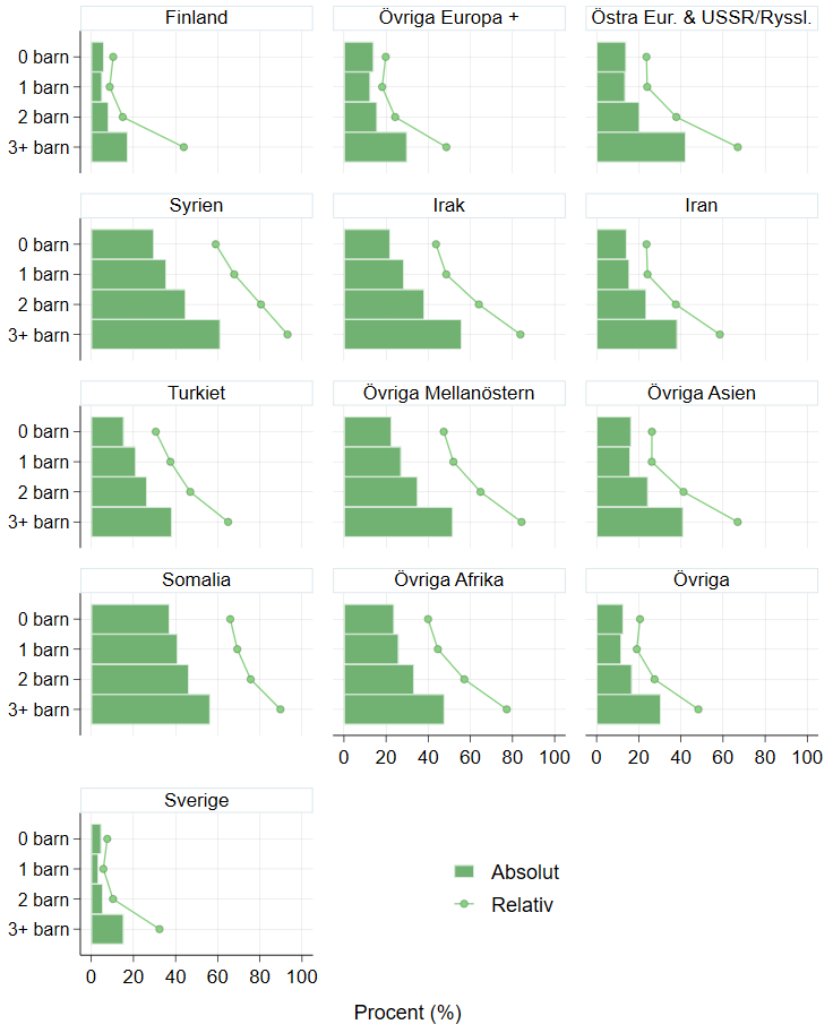 Finland
Övriga Europa +
Östra Eur. & USSR/Ryssl.
0 barn
1 barn
2 barn
3+ barn
Syrien
Irak
Iran
0 barn
1 barn
2 barn
3+ barn
Turkiet
Övriga Mellanöstern
Övriga Asien
0 barn
1 barn
2 barn
3+ barn
Somalia
Övriga Afrika
Övriga
0 barn
1 barn
2 barn
3+ barn
0 20 40 60 80 100
0 20 40 60 80 100
Sverige
0 barn
1 barn
2 barn
3+ barn
0 20 40 60 80 100
Absolut
Relativ
Procent (%)